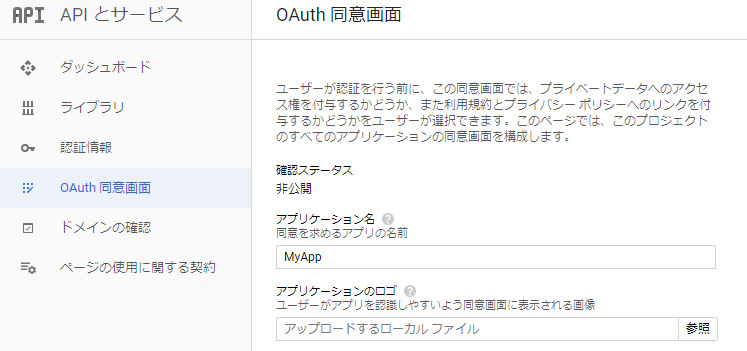 API API とサービス
ダッシュボード
ライブラリ
認証情報
OAuth 同意画面
ドメインの確認
ページの使用に関する契約
OAuth 同意画面
ユーザーが認証を行う前に、この同意画面では、プライベートデータへのアクセ
ス権を付与するかどうか、また利用規約とプライバシー ポリシーへのリンクを付
与するかどうかをユーザーが選択できます。このページでは、このプロジェクト
のすべてのアプリケーションの同意画面を構成します。
確認ステータス
非公開
アプリケーション名 ?
同意を求めるアプリの名前
MyApp
アプリケーションのロゴ ?
ユーザーがアプリを認識しやすいよう同意画面に表示される画像
アップロードするローカル ファイル 参照